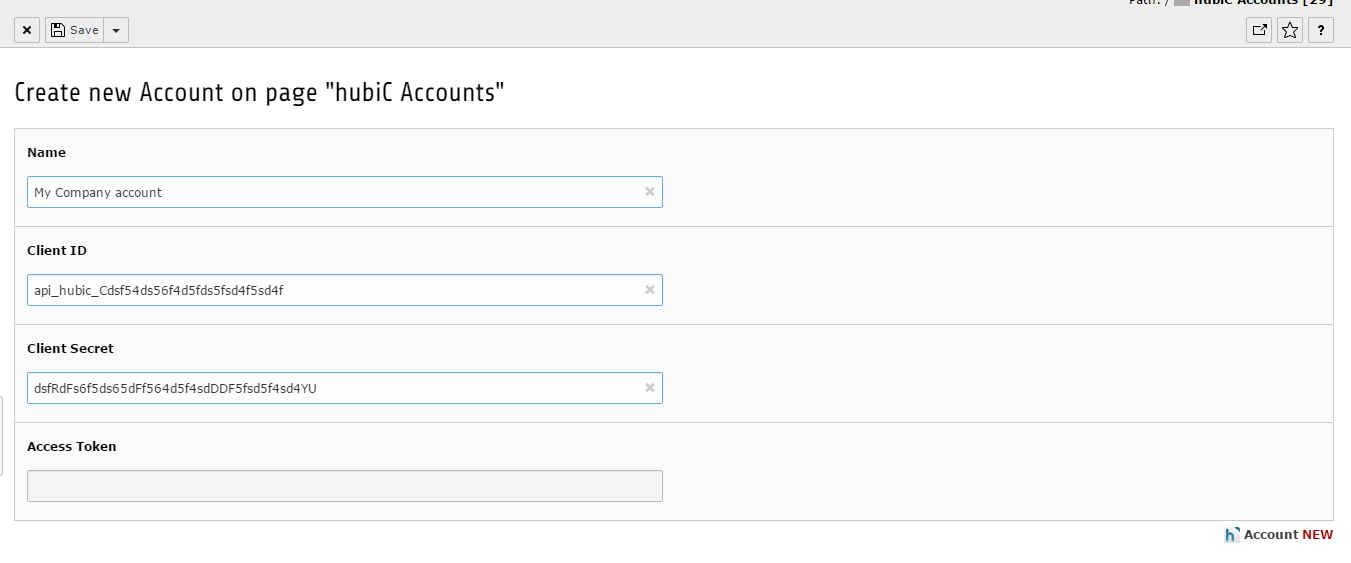 Path: / hubiC Accounts [29]
Save
?
Create new Account on page "hubiC Accounts"
Name
My Company account
Client ID
api_hubic_Cdsf54ds56f4d5fds5fsd4f5sd4f
Client Secret
dsfRdFs6f5ds65dFf564d5f4sdDDF5fsd5f4sd4YU
Access Token
h Account NEW